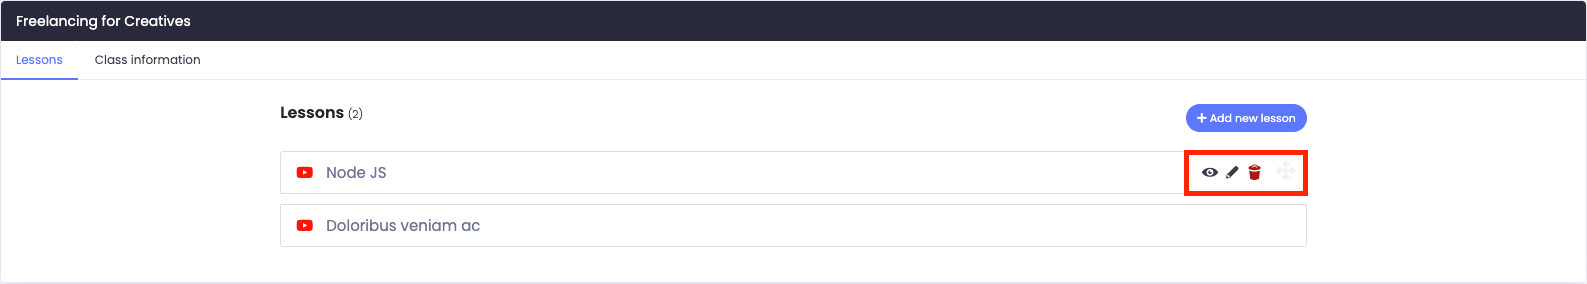 Freelancing for Creatives
Lessons Class information
Lessons (2)
+ Add new lesson
Node JS
Doloribus veniam ac